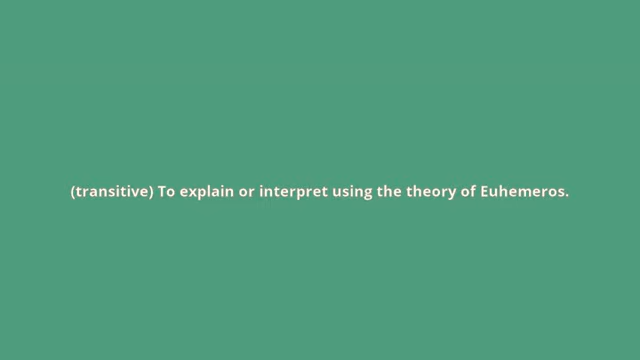 (transitive) To explain or interpret using the theory of Euhemeros.